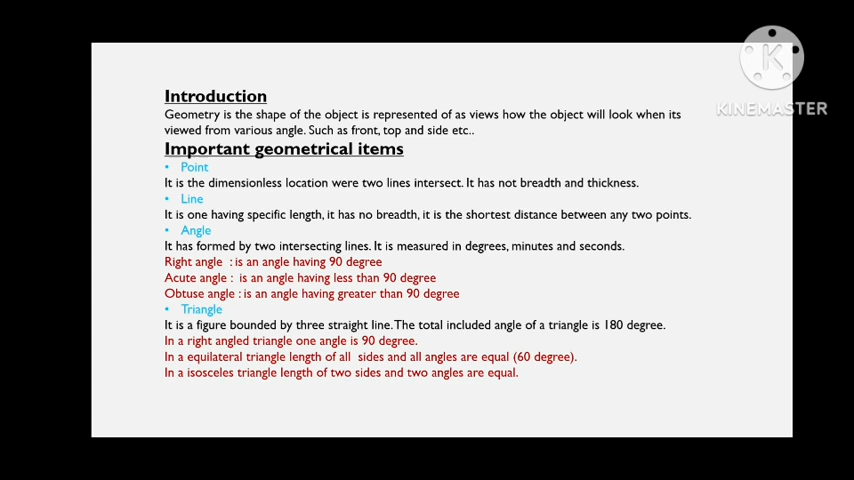 Introduction
Geometry is the shape of the object is represented of as views how the object will look when its
viewed from various angle. Such as front, top and side etc..
Important geometrical items
• Point
It is the dimensionless location were two lines intersect. It has not breadth and thickness.
• Line
It is one having specific length, it has no breadth, it is the shortest distance between any two points.
• Angle
It has formed by two intersecting lines. It is measured in degrees, minutes and seconds.
Right angle : is an angle having 90 degree
Acute angle : is an angle having less than 90 degree
Obtuse angle : is an angle having greater than 90 degree
• Triangle
It is a figure bounded by three straight line. The total included angle of a triangle is 180 degree.
In a right angled triangle one angle is 90 degree.
In a equilateral triangle length of all sides and all angles are equal (60 degree).
In a isosceles triangle length of two sides and two angles are equal.
K
KINEMASTER